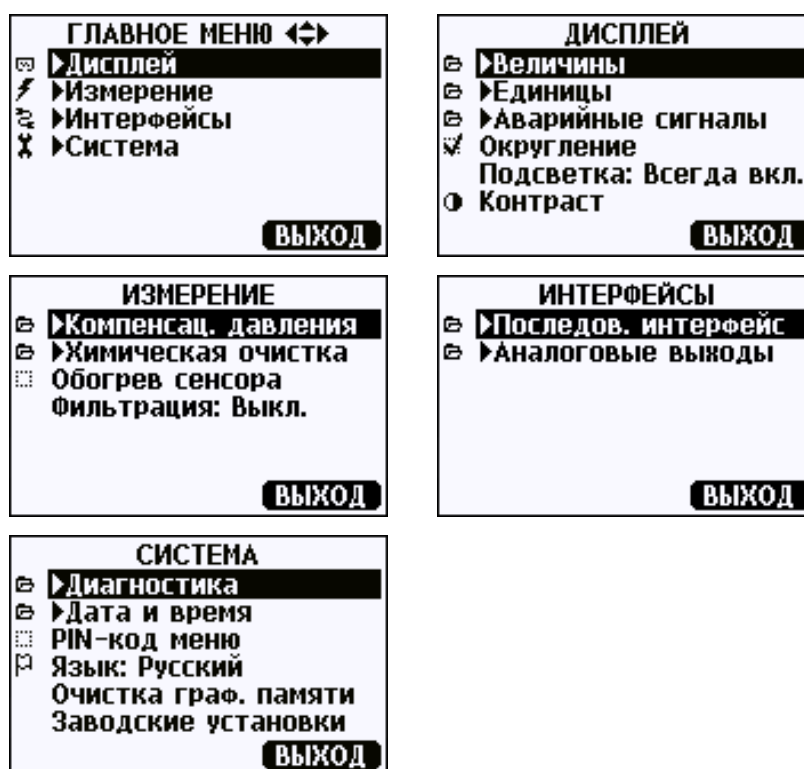 ГЛАВНОЕ МЕНЮ
Дисплей
Измерение
Интерфейсы
Система
ВЫХОД
ДИСПЛЕЙ
Величины
Единицы
Аварийные сигналы
Округление
Подсветка: Всегда вкл.
Контраст
ВЫХОД
ИЗМЕРЕНИЕ
Компенсац. давления
Химическая очистка
Обогрев сенсора
Фильтрация: Выкл.
ВЫХОД
ИНТЕРФЕЙСЫ
Последов. интерфейс
Аналоговые выходы
ВЫХОД
СИСТЕМА
Диагностика
Дата и время
PIN-код меню
Язык: Русский
Очистка граф. памяти
Заводские установки
ВЫХОД